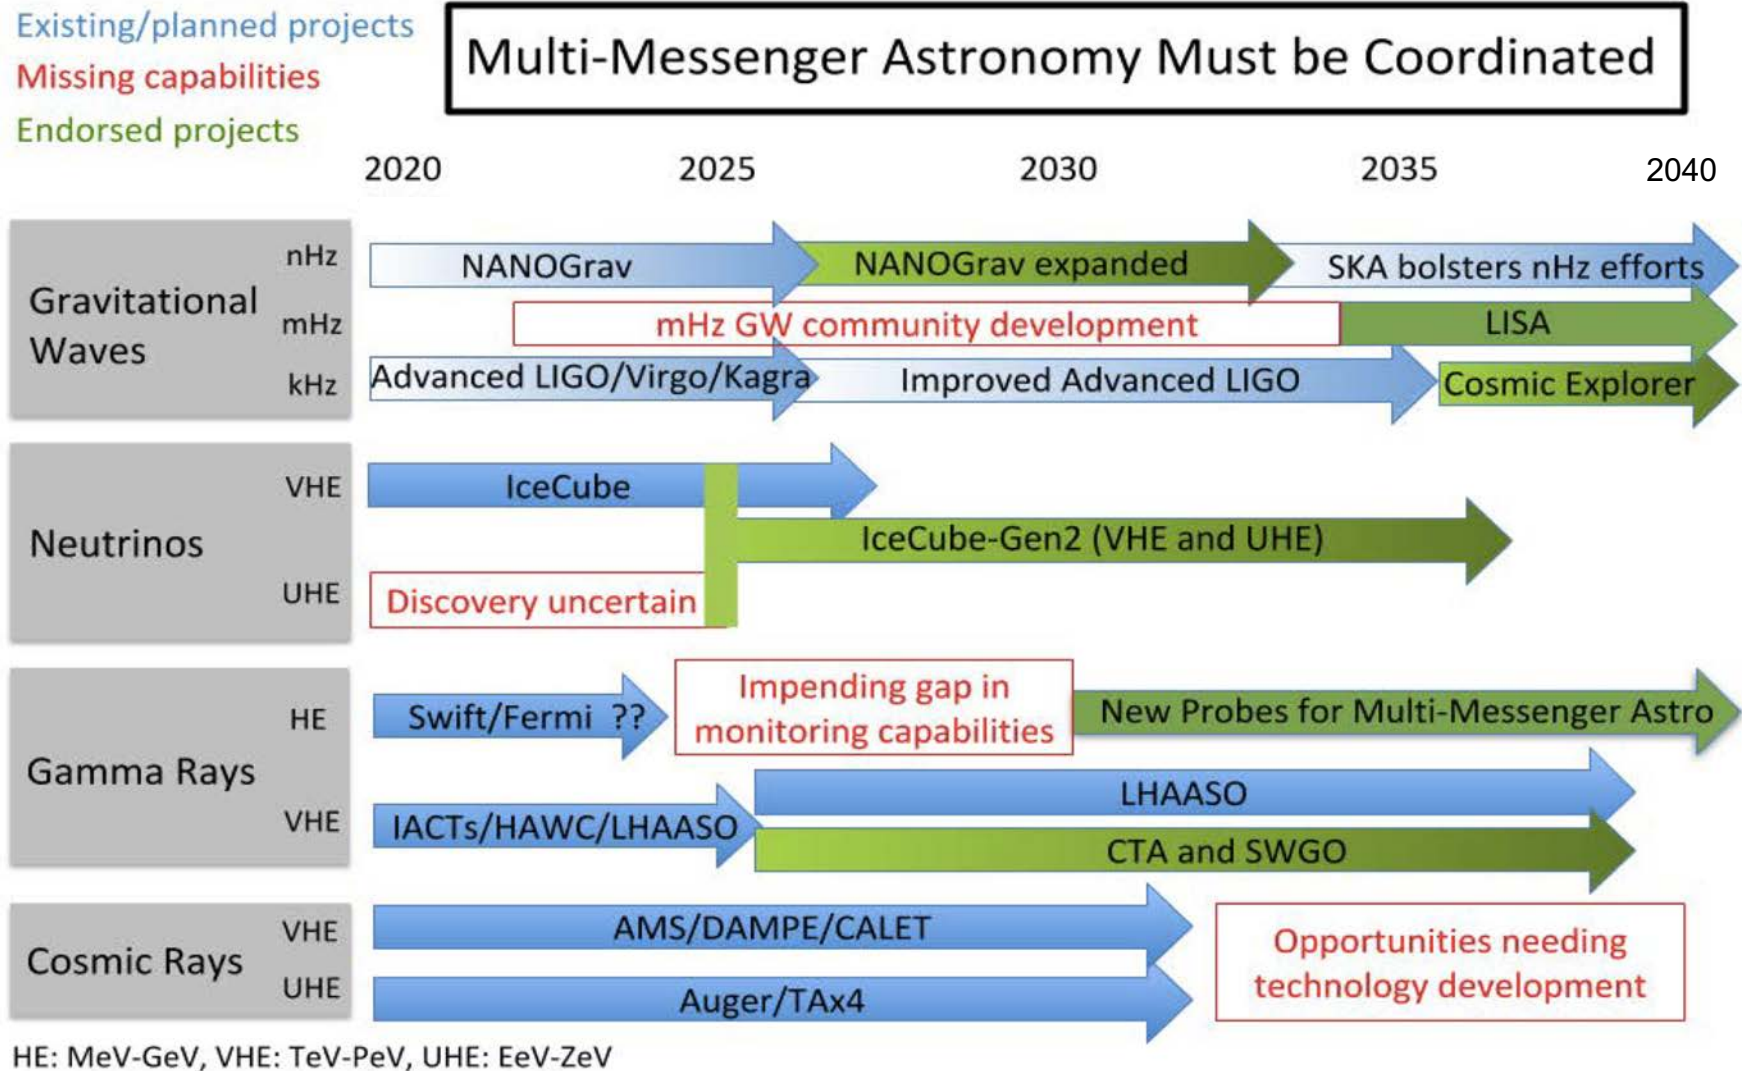 Existing/planned projects
Missing capabilities
Endorsed projects
Multi-Messenger Astronomy Must be Coordinated
2020 2025 2030 2035 2040
Gravitational
Waves
nHz
mHz
kHz
NANOGrav
NANOGrav expanded
SKA bolsters nHz efforts
mHz GW community development
LISA
Advanced LIGO/Virgo/Kagra
Improved Advanced LIGO
Cosmic Explorer
Neutrinos
VHE
UHE
IceCube
IceCube-Gen2 (VHE and UHE)
Discovery uncertain
Gamma Rays
HE
VHE
Swift/Fermi ??
Impending gap in
monitoring capabilities
New Probes for Multi-Messenger Astro
LHAASO
IACTs/HAWC/LHAASO
CTA and SWGO
Cosmic Rays
VHE
UHE
AMS/DAMPE/CALET
Auger/TAx4
Opportunities needing
technology development
HE: MeV-GeV, VHE: TeV-PeV, UHE: EeV-ZeV